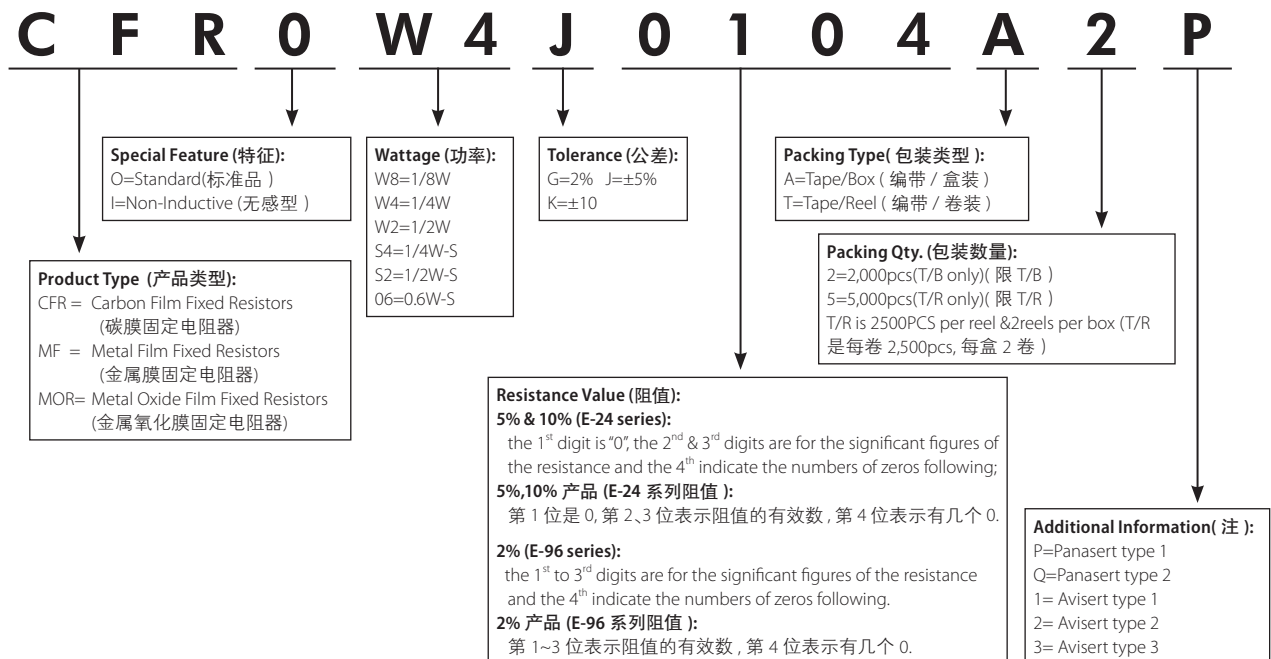 C F R 0 W 4 J 0 1 0 4 A 2 P
Special Feature (特征):
O=Standard(标准品 )
I=Non-Inductive (无感型 )
Wattage (功率):
W8=1/8W
W4=1/4W
W2=1/2W
S4=1/4W-S
S2=1/2W-S
06=0.6W-S
Tolerance (公差):
G=2% J=±5%
K=±10
Packing Type( 包装类型 ):
A=Tape/Box ( 编带 / 盒装 )
T=Tape/Reel ( 编带 / 卷装 )
Packing Qty. (包装数量):
2=2,000pcs(T/B only)( 限 T/B )
5=5,000pcs(T/R only)( 限 T/R )
T/R is 2500PCS per reel &2reels per box (T/R
是每卷 2,500pcs, 每盒 2 卷 )
Product Type (产品类型):
CFR = Carbon Film Fixed Resistors
(碳膜固定电阻器)
MF = Metal Film Fixed Resistors
(金属膜固定电阻器)
MOR= Metal Oxide Film Fixed Resistors
(金属氧化膜固定电阻器)
Resistance Value (阻值):
5% & 10% (E-24 series):
the 1st digit is "0", the 2nd & 3rd digits are for the significant figures of
the resistance and the 4th indicate the numbers of zeros following;
5%,10% 产品 (E-24 系列阻值 ):
第 1 位是 0, 第 2、3 位表示阻值的有效数 , 第 4 位表示有几个 0.
2% (E-96 series):
the 1st to 3rd digits are for the significant figures of the resistance
and the 4th indicate the numbers of zeros following.
2% 产品 (E-96 系列阻值 ):
第 1~3 位表示阻值的有效数 , 第 4 位表示有几个 0.
Additional Information( 注 ):
P=Panasert type 1
Q=Panasert type 2
1= Avisert type 1
2= Avisert type 2
3= Avisert type 3